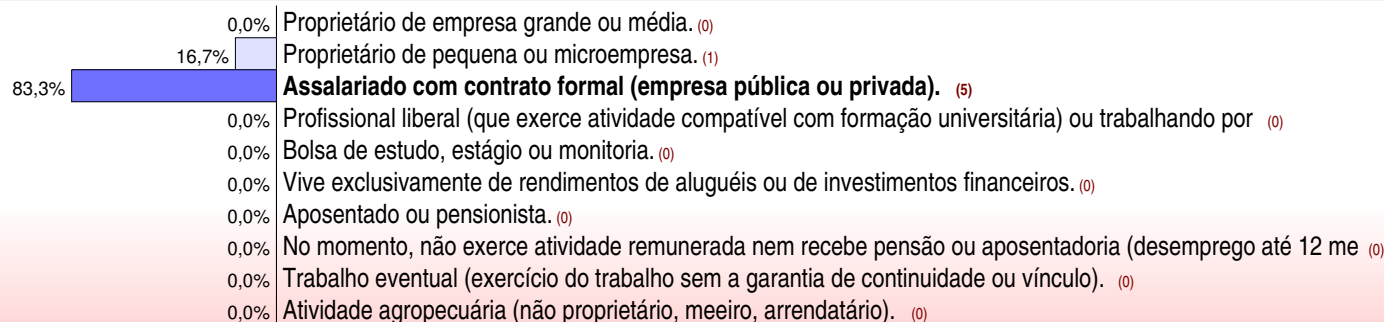 0,0% Proprietário de empresa grande ou média. (0)
16,7% Proprietário de pequena ou microempresa. (1)
83,3% Assalariado com contrato formal (empresa pública ou privada). (5)
0,0% Profissional liberal (que exerce atividade compatível com formação universitária) ou trabalhando por (0)
0,0% Bolsa de estudo, estágio ou monitoria. (0)
0,0% Vive exclusivamente de rendimentos de aluguéis ou de investimentos financeiros. (0)
0,0% Aposentado ou pensionista. (0)
0,0% No momento, não exerce atividade remunerada nem recebe pensão ou aposentadoria (desemprego até 12 me (0)
0,0% Trabalho eventual (exercício do trabalho sem a garantia de continuidade ou vínculo). (0)
0,0% Atividade agropecuária (não proprietário, meeiro, arrendatário). (0)